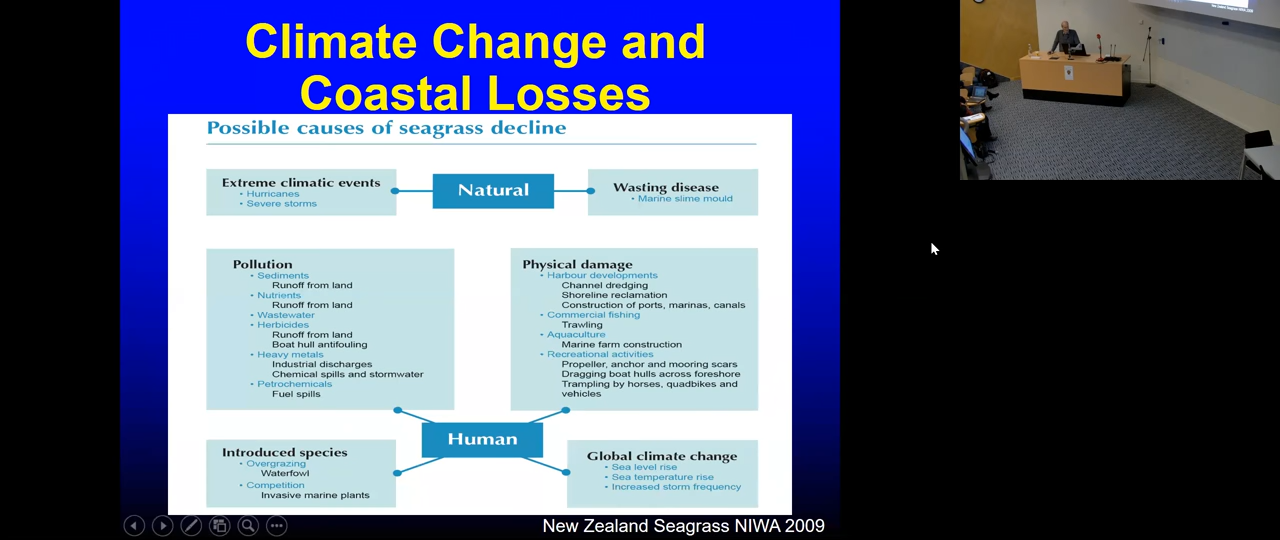 Climate Change and
Coastal Losses
Possible causes of seagrass decline
Extreme climatic events
• Hurricanes
• Severe storms
Natural
Wasting disease
• Marine slime mould
Pollution
• Sediments
Runoff from land
• Nutrients
Runoff from land
• Wastewater
• Herbicides
Runoff from land
Boat hull antifouling
• Heavy metals
Industrial discharges
Chemical spills and stormwater
• Petrochemicals
Fuel spills
Physical damage
• Harbour developments
Channel dredging
Shoreline reclamation
Construction of ports, marinas, canals
• Commercial fishing
Trawling
• Aquaculture
Marine farm construction
• Recreational activities
Propeller, anchor and mooring scars
Dragging boat hulls across foreshore
Trampling by horses, quadbikes and
vehicles
Human
Introduced species
• Overgrazing
Waterfowl
• Competition
Invasive marine plants
Global climate change
• Sea level rise
• Sea temperature rise
• Increased storm frequency
New Zealand Seagrass NIWA 2009
New Zealand Seagrass NIWA 2009